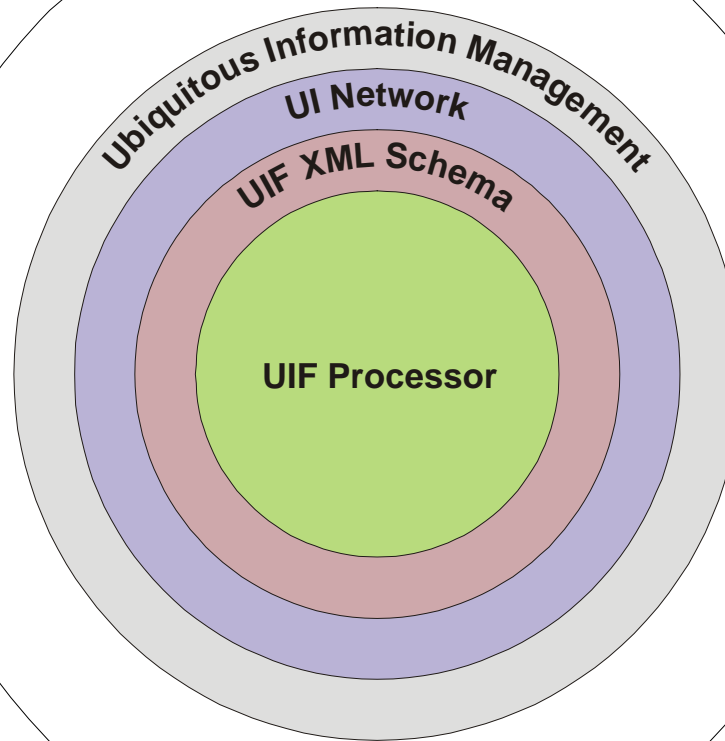 Ubiquitous Information Management
UI Network
UIF XML Schema
UIF Processor